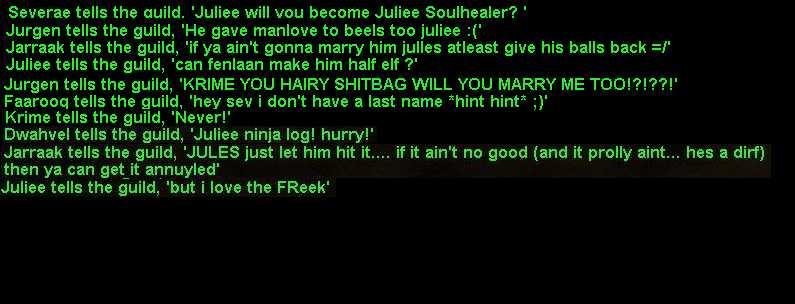 Severae tells the guild, 'Juliee will you become Juliee Soulhealer? '
Jurgen tells the guild, 'He gave manlove to beels too juliee :('
Jarraak tells the guild, 'if ya ain't gonna marry him julles atleast give his balls back =/'
Juliee tells the guild, 'can fenlaan make him half elf ?'
Jurgen tells the guild, 'KRIME YOU HAIRY SHITBAG WILL YOU MARRY ME TOO!?!??!'
Faarooq tells the guild, 'hey sev i don't have a last name *hint hint* ;)'
Krime tells the guild, 'Never!'
Dwahvel tells the guild, 'Juliee ninja log! hurry!'
Jarraak tells the guild, 'JULES just let him hit it.... if it ain't no good (and it prolly aint... hes a dirf)
then ya can get it annuyled'
Juliee tells the guild, 'but i love the FReek'